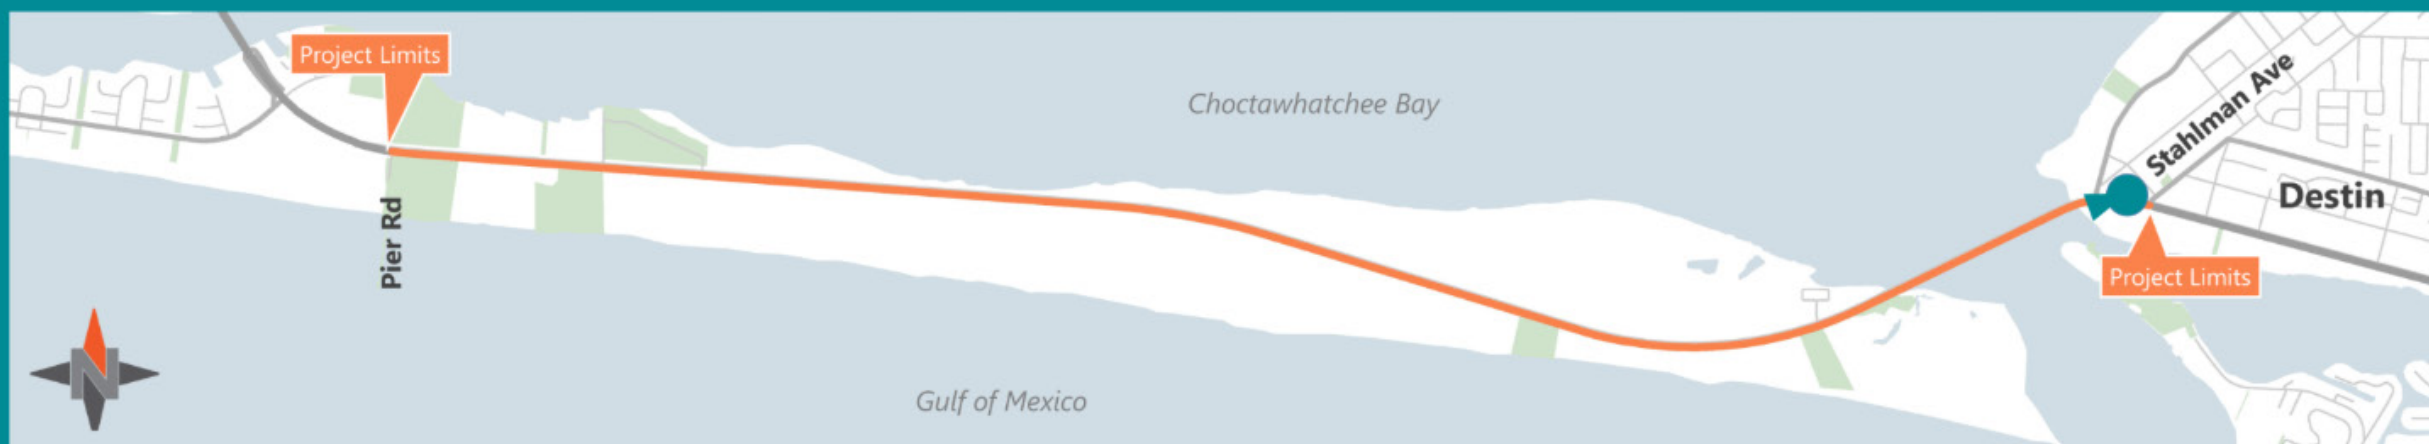 Project Limits
Choctawhatchee Bay
Stahlman Ave
Destin
Pier Rd
Project Limits
N
Gulf of Mexico